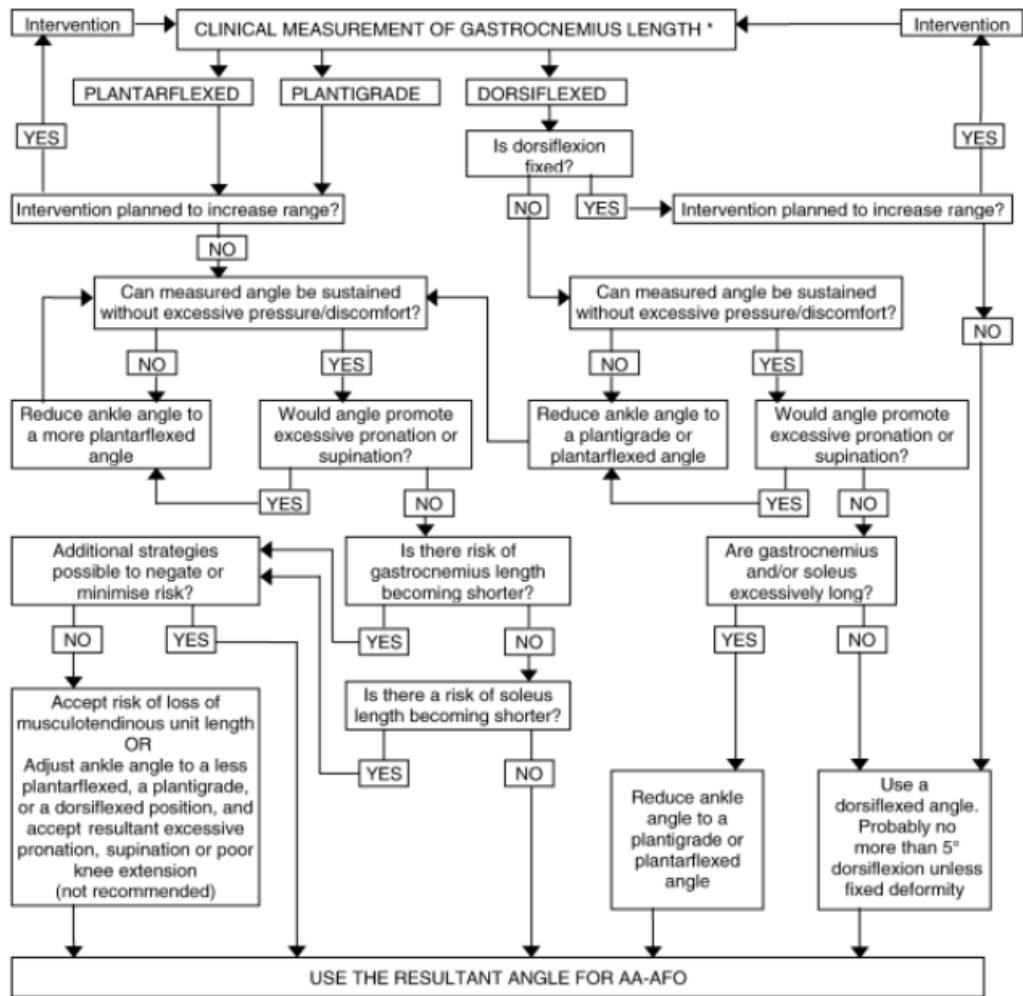 Intervention
CLINICAL MEASUREMENT OF GASTROCNEMIUS LENGTH *
Intervention
PLANTARFLEXED
PLANTIGRADE
DORSIFLEXED
YES
YES
Is dorsiflexion
fixed?
Intervention planned to increase range?
NO
YES
Intervention planned to increase range?
NO
Can measured angle be sustained
without excessive pressure/discomfort?
Can measured angle be sustained
without excessive pressure/discomfort?
NO
NO
YES
NO
YES
Reduce ankle angle to
a more plantarflexed
angle
Would angle promote
excessive pronation or
supination?
Reduce ankle angle to
a plantigrade or
plantarflexed angle
Would angle promote
excessive pronation or
supination?
YES
NO
YES
NO
Additional strategies
possible to negate or
minimise risk?
Is there risk of
gastrocnemius length
becoming shorter?
Are gastrocnemius
and/or soleus
excessively long?
NO
YES
YES
NO
YES
NO
Accept risk of loss of
musculotendinous unit length
OR
Adjust ankle angle to a less
plantarflexed, a plantigrade,
or a dorsiflexed position, and
accept resultant excessive
pronation, supination or poor
knee extension
(not recommended)
Is there a risk of soleus
length becoming shorter?
YES
NO
Reduce ankle
angle to a
plantigrade or
plantarflexed
angle
Use a
dorsiflexed angle.
Probably no
more than 5°
dorsiflexion unless
fixed deformity
USE THE RESULTANT ANGLE FOR AA-AFO